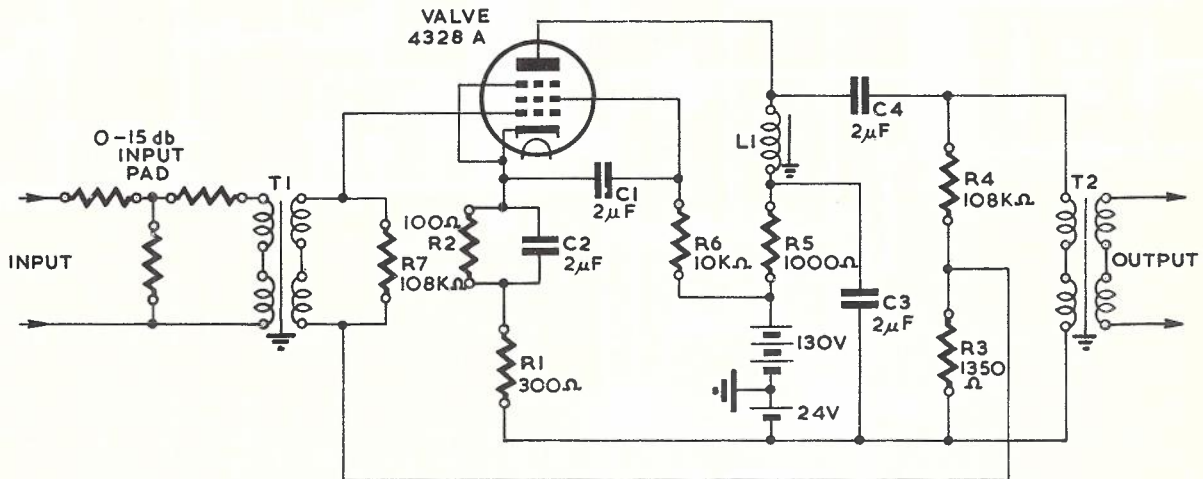 VALVE
4328 A
0-15 db
INPUT
PAD
T1
INPUT
100Ω
R2
C2
2μF
C1
2μF
R7
108KΩ
R1
300Ω
R6
10KΩ
L1
R5
1000Ω
C4
2μF
C3
2μF
130V
24V
R4
108KΩ
R3
1350
Ω
T2
OUTPUT